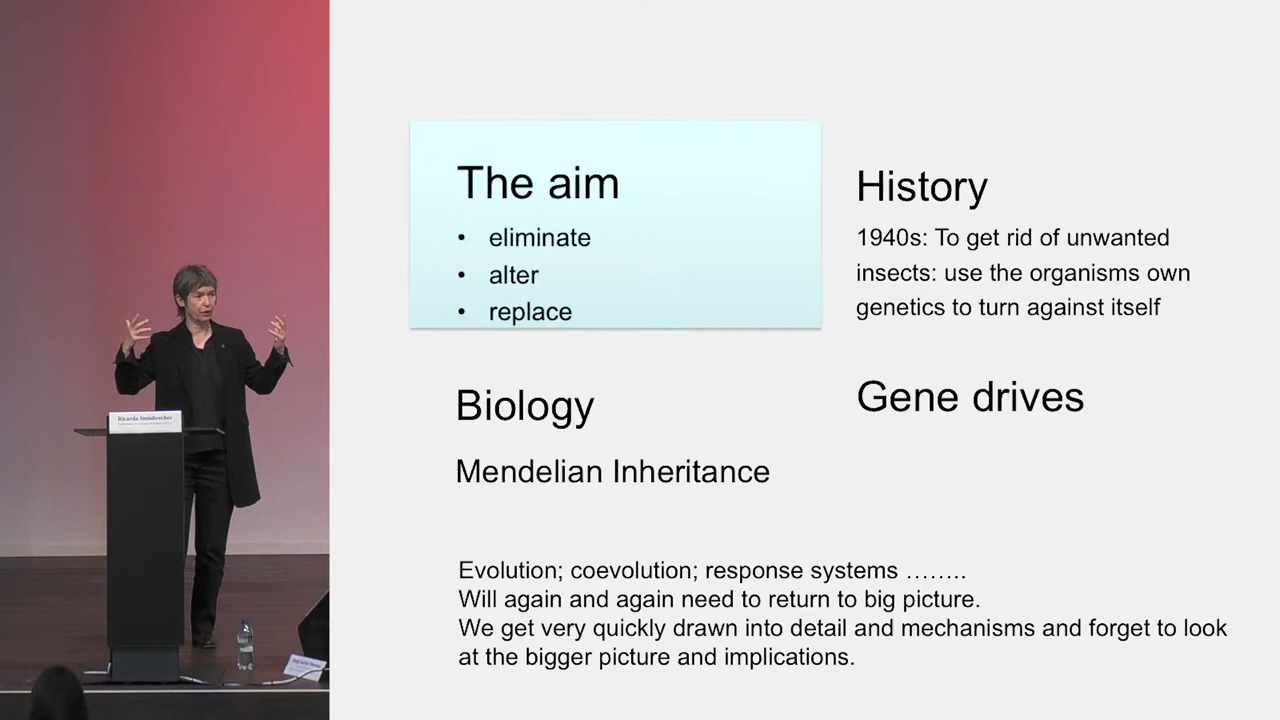 The aim
• eliminate
• alter
• replace
History
1940s: To get rid of unwanted
insects: use the organisms own
genetics to turn against itself
Biology
Mendelian Inheritance
Gene drives
Evolution; coevolution; response systems ........
Will again and again need to return to big picture.
We get very quickly drawn into detail and mechanisms and forget to look
at the bigger picture and implications.
Ricarda Steinbrecher